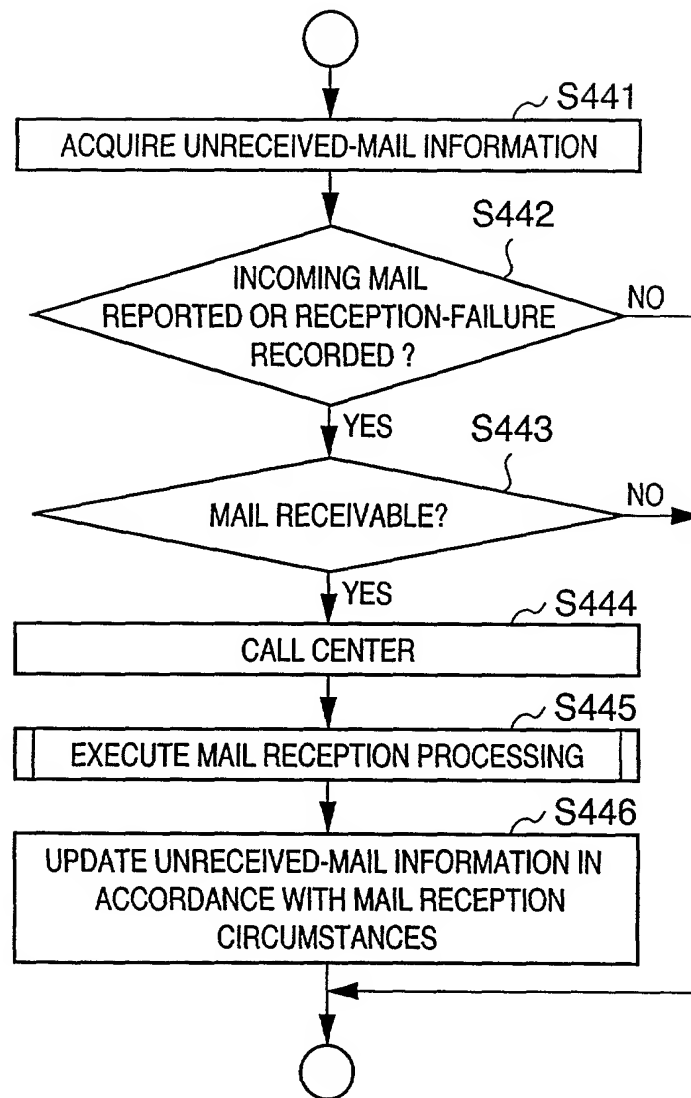 S441
ACQUIRE UNRECEIVED-MAIL INFORMATION
S442
INCOMING MAIL
REPORTED OR RECEPTION-FAILURE
RECORDED ?
NO
YES
S443
MAIL RECEIVABLE?
NO
YES
S444
CALL CENTER
S445
EXECUTE MAIL RECEPTION PROCESSING
S446
UPDATE UNRECEIVED-MAIL INFORMATION IN
ACCORDANCE WITH MAIL RECEPTION
CIRCUMSTANCES